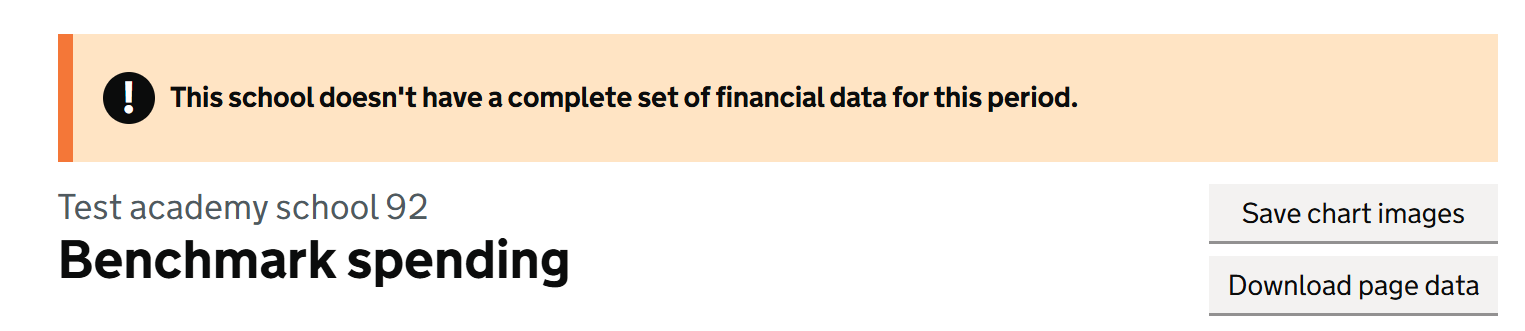 ! This school doesn't have a complete set of financial data for this period.
Test academy school 92
Benchmark spending
Save chart images
Download page data